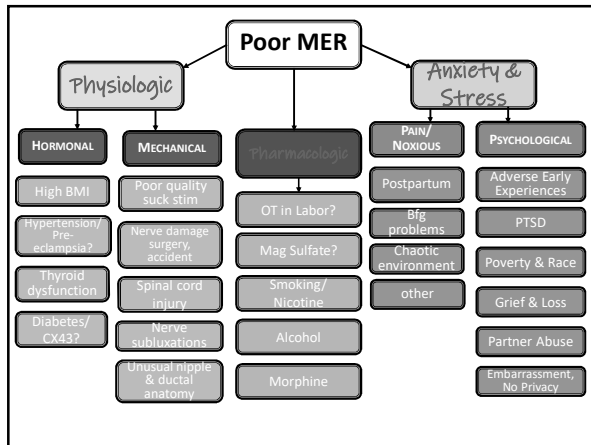 Poor MER
Physiologic
Anxiety &
Stress
HORMONAL
High BMI
Hypertension/
Pre-
eclampsia?
Thyroid
dysfunction
Diabetes/
CX43?
MECHANICAL
Poor quality
suck stim
Nerve damage
surgery,
accident
Spinal cord
injury
Nerve
subluxations
Unusual nipple
& ductal
anatomy
Pharmacologic
OT in Labor?
Mag Sulfate?
Smoking/
Nicotine
Alcohol
Morphine
PAIN/
NOXIOUS
Postpartum
Bfg
problems
Chaotic
environment
other
PSYCHOLOGICAL
Adverse Early
Experiences
PTSD
Poverty & Race
Grief & Loss
Partner Abuse
Embarrassment,
No Privacy